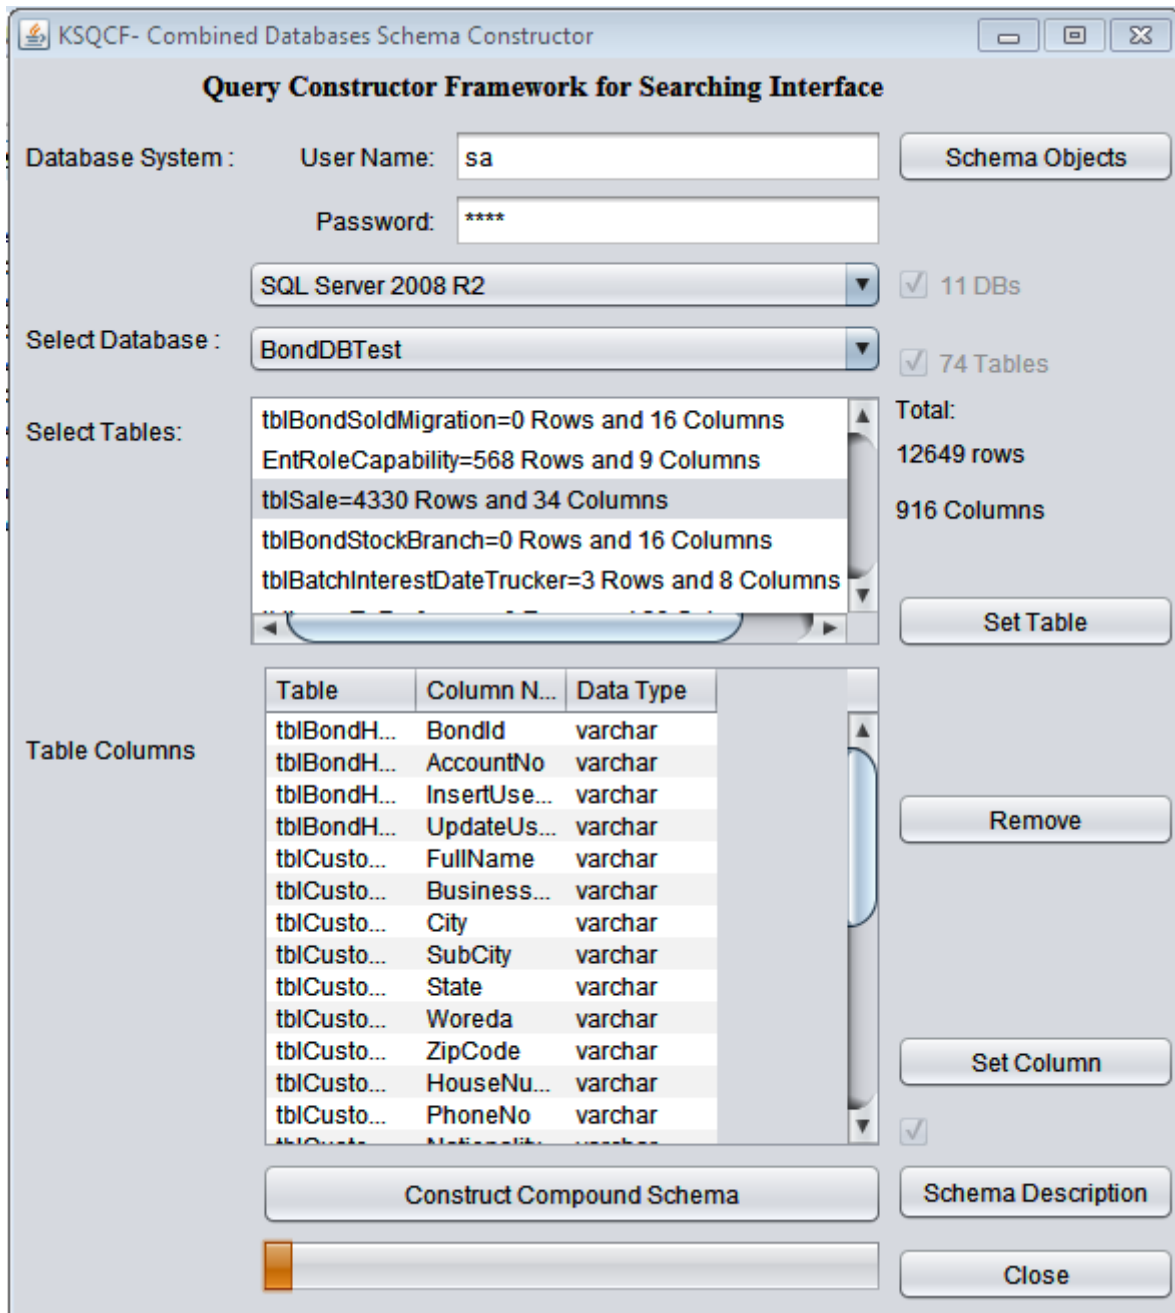 KSQCF- Combined Databases Schema Constructor
Query Constructor Framework for Searching Interface
Database System : User Name: sa Schema Objects
Password: ****
SQL Server 2008 R2 11 DBs
Select Database : BondDBTest 74 Tables
Select Tables: tblBondSoldMigration=0 Rows and 16 Columns Total:
EntRoleCapability=568 Rows and 9 Columns 12649 rows
tblSale=4330 Rows and 34 Columns 916 Columns
tblBondStockBranch=0 Rows and 16 Columns
tblBatchInterestDateTrucker=3 Rows and 8 Columns
Set Table
Table Column N... Data Type
Table Columns
tblBondH... BondId varchar
tblBondH... AccountNo varchar
tblBondH... InsertUse... varchar
tblBondH... UpdateUs... varchar
tblCusto... FullName varchar
tblCusto... Business... varchar
tblCusto... City varchar
tblCusto... SubCity varchar
tblCusto... State varchar
tblCusto... Woreda varchar
tblCusto... ZipCode varchar
tblCusto... HouseNu... varchar
tblCusto... PhoneNo varchar
Remove
Set Column
Construct Compound Schema Schema Description
Close